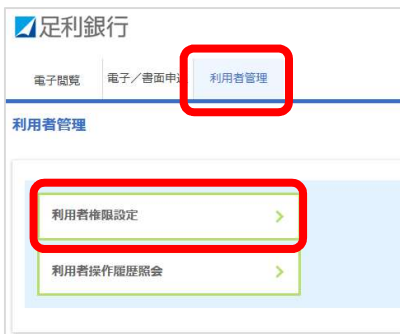 足利銀行
電子閲覧 電子／書面申込 利用者管理
利用者管理
利用者権限設定
利用者操作履歴照会